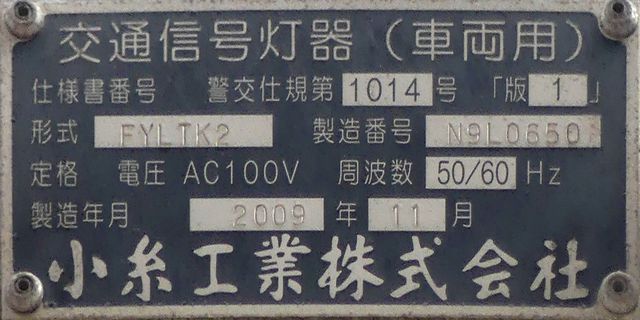 交通信号灯器(車両用)
仕様書番号 警交仕規第 1014 号 「版 1 」
形式 FYLTK2 製造番号 N9L0650
定格 電圧 AC100V 周波数 50/60 Hz
製造年月 2009 年 11 月
小糸工業株式会社